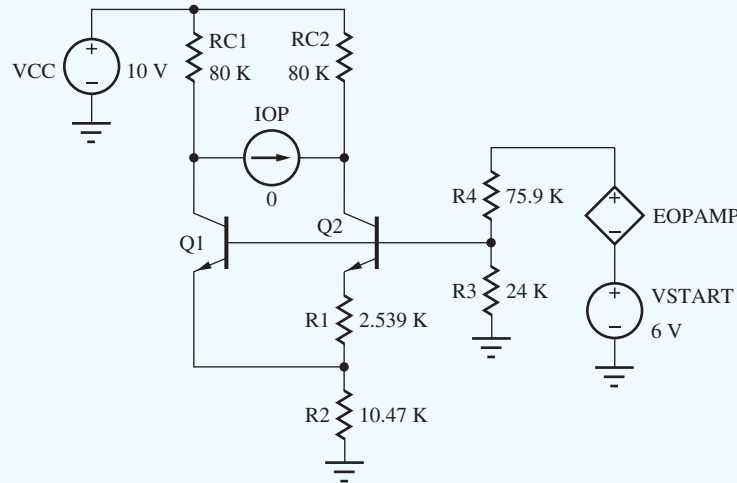 RC1
80 K
RC2
80 K
VCC
10 V
IOP
0
Q1
Q2
R4
75.9 K
EOPAMP
R3
24 K
VSTART
6 V
R1
2.539 K
R2
10.47 K